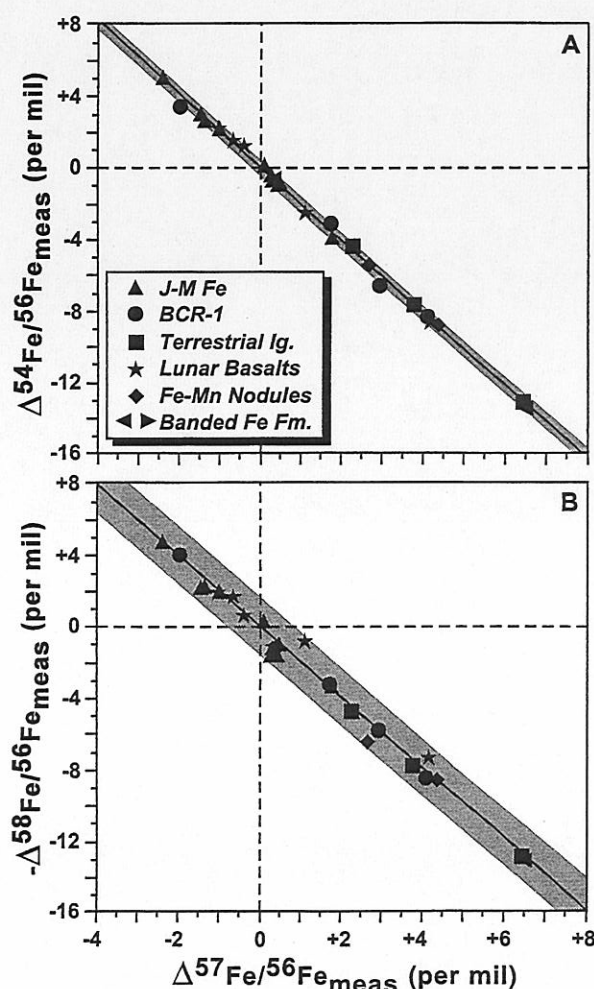 A
+8
+4
0
-4
-8
-12
-16
Δ54Fe/56Femeas (per mil)
J-M Fe
BCR-1
Terrestrial Ig.
Lunar Basalts
Fe-Mn Nodules
Banded Fe Fm.
B
+8
+4
0
-4
-8
-12
-16
-Δ58Fe/56Femeas (per mil)
-4
-2
0
+2
+4
+6
+8
Δ57Fe/56Femeas (per mil)